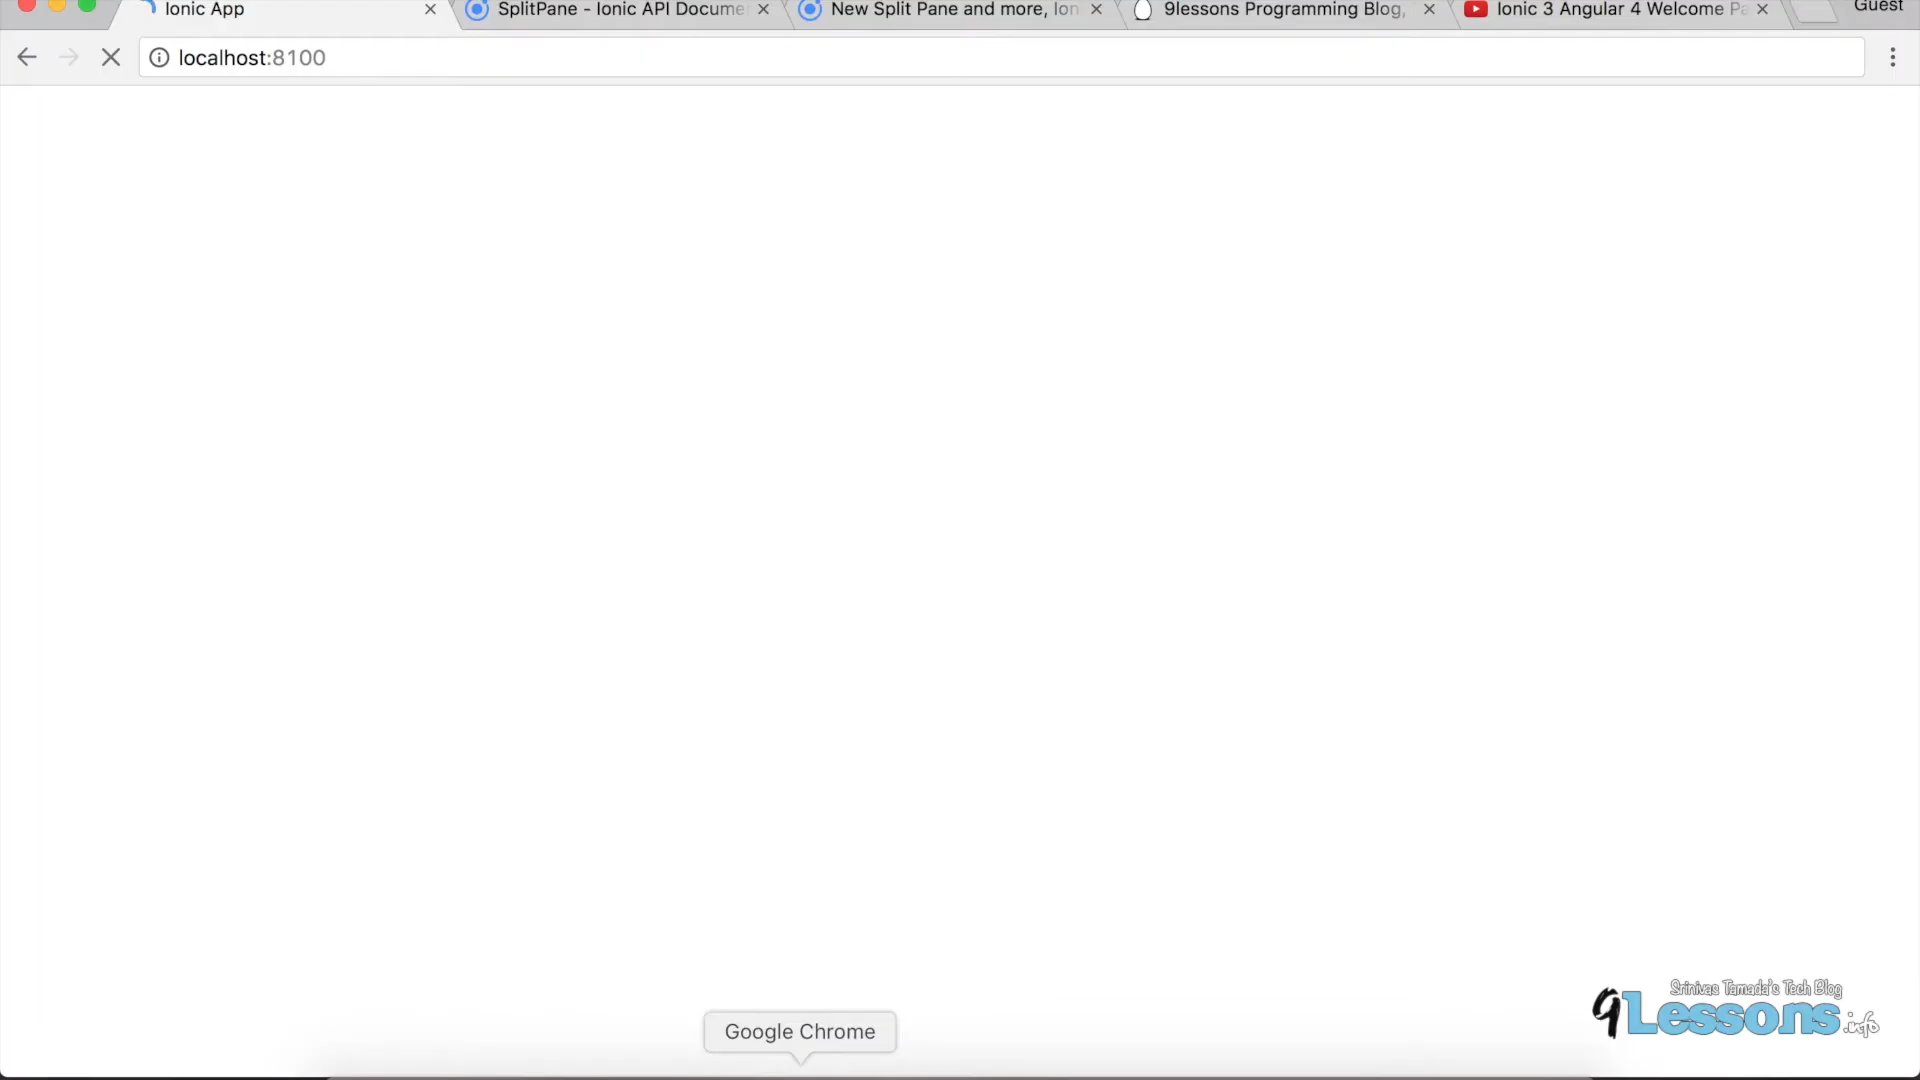 Ionic App
SplitPane - Ionic API Docume
New Split Pane and more, Ion
9lessons Programming Blog,
Ionic 3 Angular 4 Welcome Pa
Guest
localhost:8100
Srinivas Tamada's Tech Blog
9Lessons.info
Google Chrome